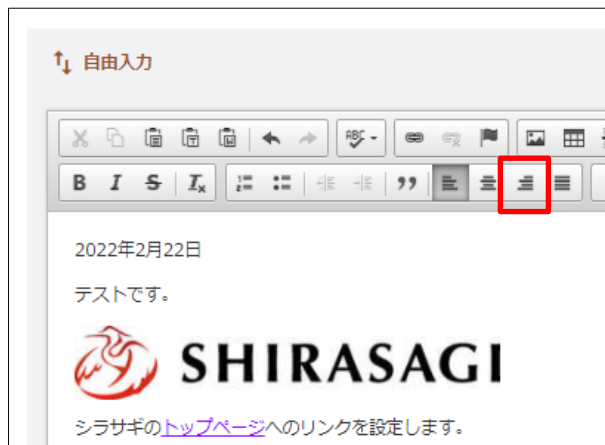 自由入力
ABC
B I S Ix
2022年2月22日
テストです。
SHIRASAGI
シラサギのトップページへのリンクを設定します。